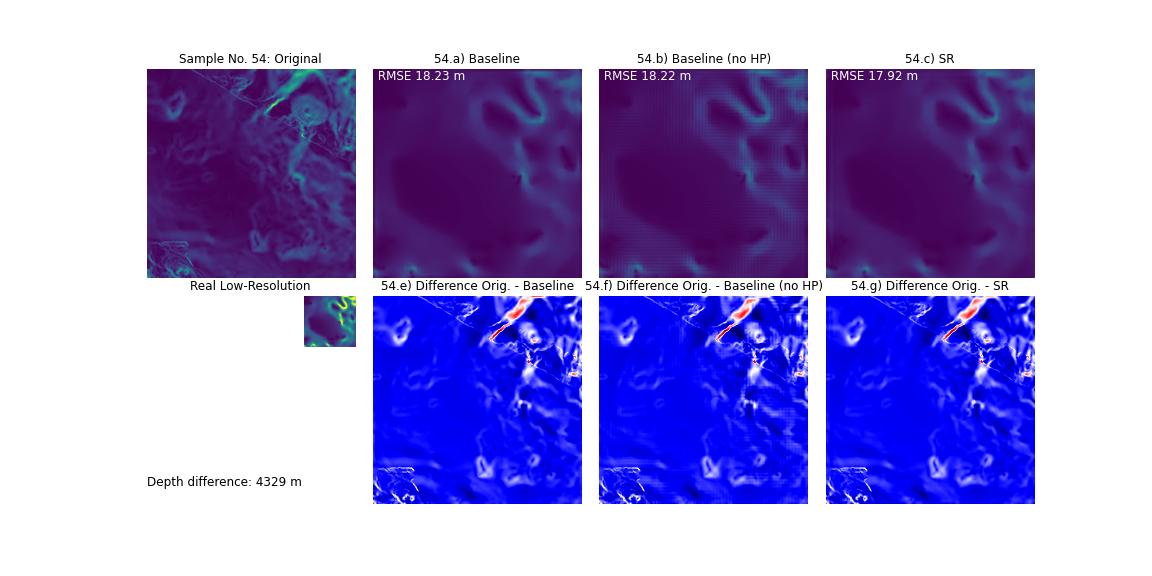 Sample No. 54: Original
54.a) Baseline
54.b) Baseline (no HP)
54.c) SR
RMSE 18.23 m
RMSE 18.22 m
RMSE 17.92 m
Real Low-Resolution
54.e) Difference Orig. - Baseline
54.f) Difference Orig. - Baseline (no HP)
54.g) Difference Orig. - SR
Depth difference: 4329 m